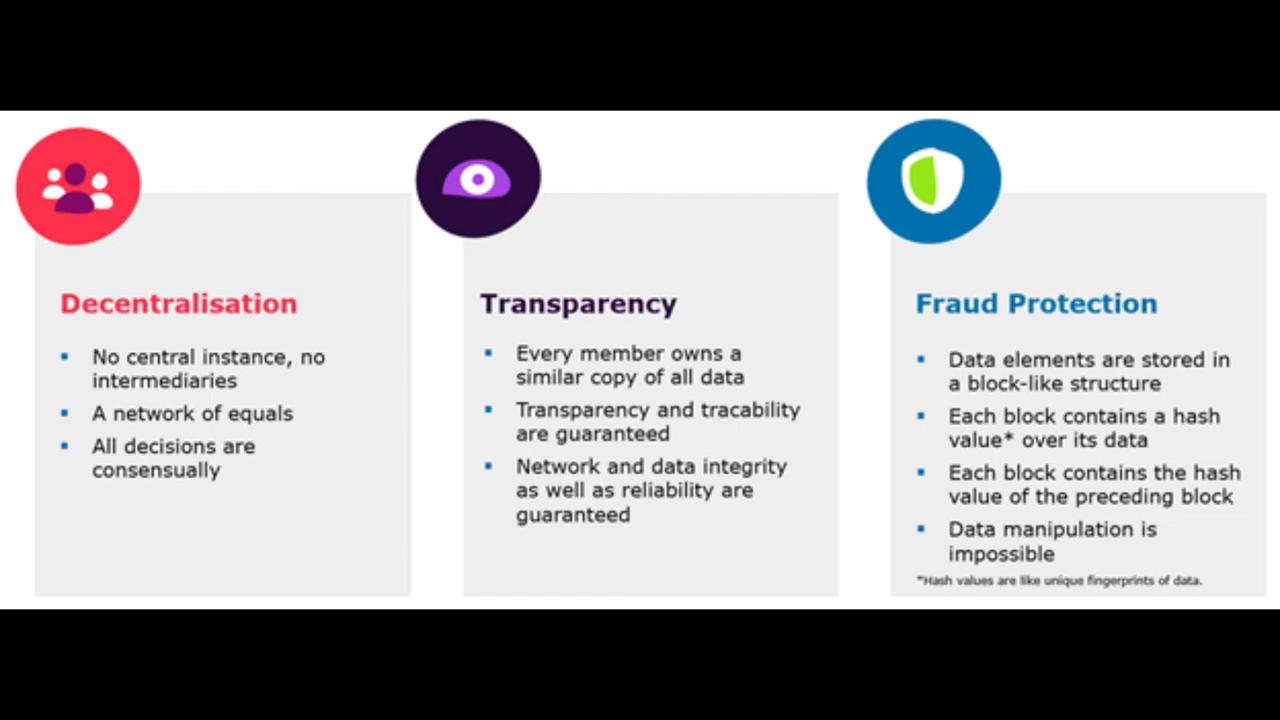 Decentralisation
▪ No central instance, no
intermediaries
▪ A network of equals
▪ All decisions are
consensually
Transparency
▪ Every member owns a
similar copy of all data
▪ Transparency and tracability
are guaranteed
▪ Network and data integrity
as well as reliability are
guaranteed
Fraud Protection
▪ Data elements are stored in
a block-like structure
▪ Each block contains a hash
value* over its data
▪ Each block contains the hash
value of the preceding block
▪ Data manipulation is
impossible
*Hash values are like unique fingerprints of data.